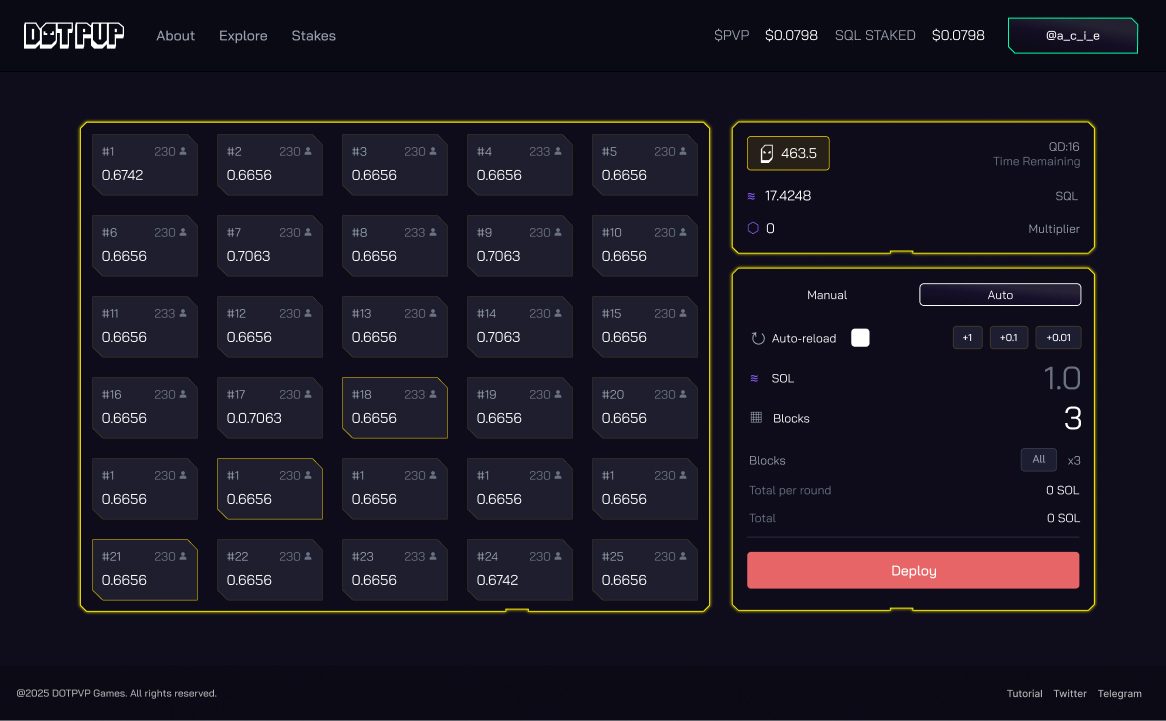 DOTPVP About Explore Stakes $PVP $0.0798 SQL STAKED $0.0798 @a_c_i_e
#1 230 #2 230 #3 230 #4 233 #5 230
0.6742 0.6656 0.6656 0.6656 0.6656
#6 230 #7 230 #8 233 #9 230 #10 230
0.6656 0.7063 0.6656 0.7063 0.6656
#11 233 #12 230 #13 230 #14 230 #15 230
0.6656 0.6656 0.6656 0.7063 0.6656
#16 230 #17 230 #18 233 #19 230 #20 230
0.6656 0.0.7063 0.6656 0.6656 0.6656
#1 230 #1 230 #1 230 #1 230 #1 230
0.6656 0.6656 0.6656 0.6656 0.6656
#21 230 #22 230 #23 233 #24 230 #25 230
0.6656 0.6656 0.6656 0.6742 0.6656
463.5 QD:16
Time Remaining
17.4248 SQL
0 Multiplier
Manual Auto
Auto-reload +1 +0.1 +0.01
SOL 1.0
Blocks 3
Blocks All x3
Total per round 0 SOL
Total 0 SOL
Deploy
@2025 DOTPVP Games. All rights reserved. Tutorial Twitter Telegram